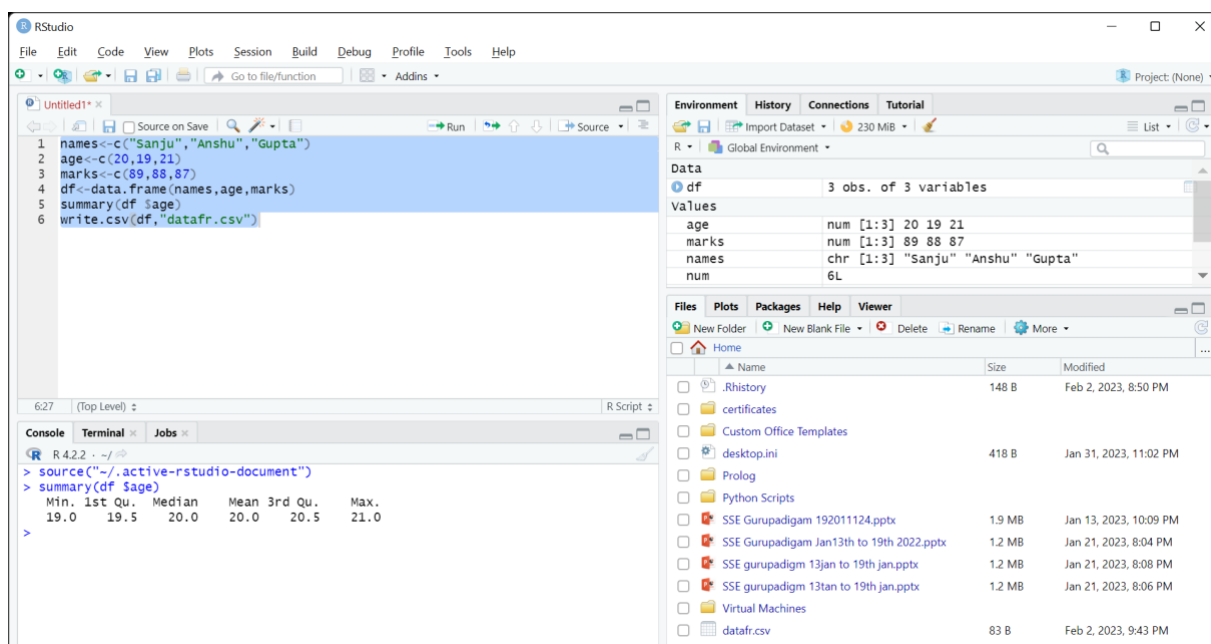 RStudio
File Edit Code View Plots Session Build Debug Profile Tools Help
Go to file/function Addins Project: (None)
Untitled1*
Source on Save Run Source
1 names<-c("Sanju","Anshu","Gupta")
2 age<-c(20,19,21)
3 marks<-c(89,88,87)
4 df<-data.frame(names,age,marks)
5 summary(df $age)
6 write.csv(df,"datafr.csv")
6:27 (Top Level) R Script
Console Terminal Jobs
R 4.2.2 · ~/
> source("~/.active-rstudio-document")
> summary(df $age)
Min. 1st Qu. Median Mean 3rd Qu. Max.
19.0 19.5 20.0 20.0 20.5 21.0
>
Environment History Connections Tutorial
Import Dataset 230 MiB List
R Global Environment
Data
df 3 obs. of 3 variables
Values
age num [1:3] 20 19 21
marks num [1:3] 89 88 87
names chr [1:3] "Sanju" "Anshu" "Gupta"
num 6L
Files Plots Packages Help Viewer
New Folder New Blank File Delete Rename More
Home ...
Name Size Modified
.Rhistory 148 B Feb 2, 2023, 8:50 PM
certificates
Custom Office Templates
desktop.ini 418 B Jan 31, 2023, 11:02 PM
Prolog
Python Scripts
SSE Gurupadigam 192011124.pptx 1.9 MB Jan 13, 2023, 10:09 PM
SSE Gurupadigam Jan13th to 19th 2022.pptx 1.2 MB Jan 21, 2023, 8:04 PM
SSE gurupadigm 13jan to 19th jan.pptx 1.2 MB Jan 21, 2023, 8:08 PM
SSE gurupadigm 13tan to 19th jan.pptx 1.2 MB Jan 21, 2023, 8:06 PM
Virtual Machines
datafr.csv 83 B Feb 2, 2023, 9:43 PM